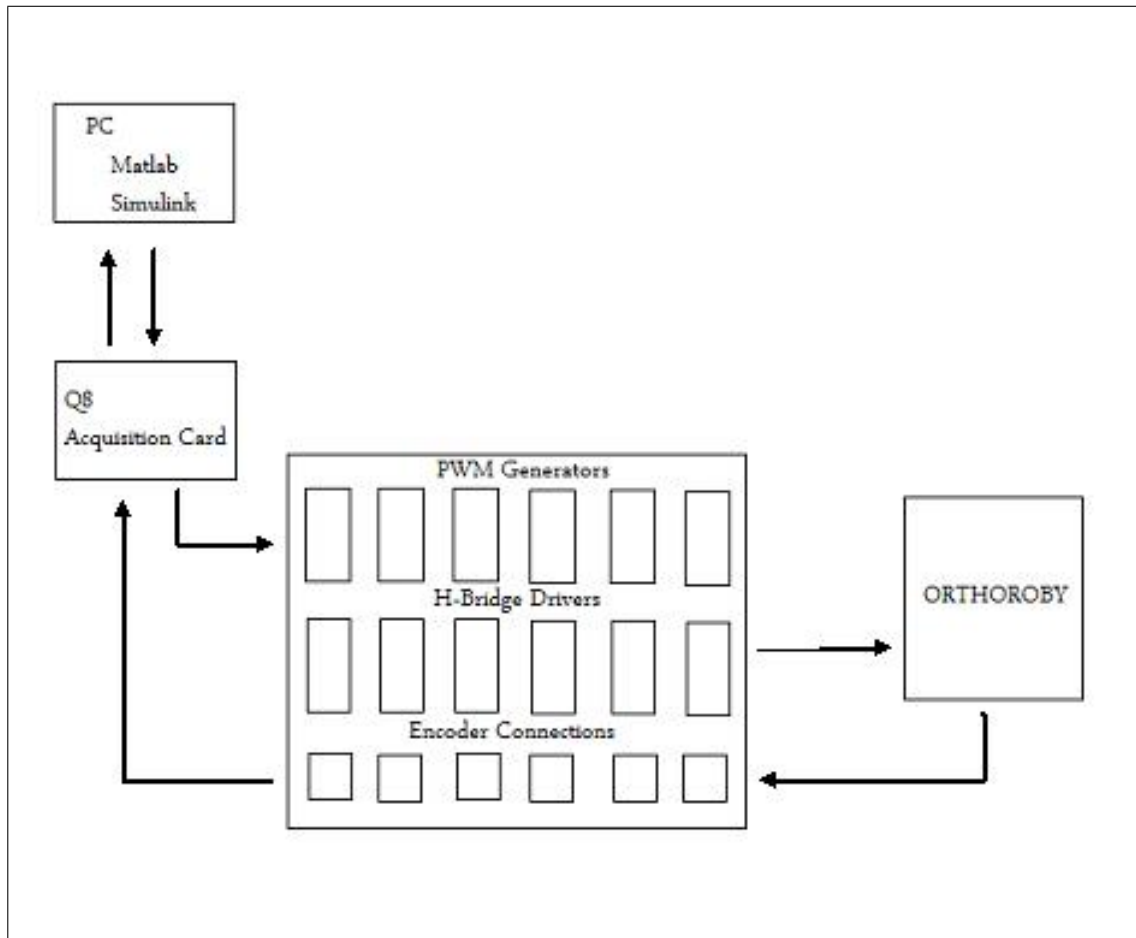 PC
Matlab
Simulink
Q8
Acquisition Card
PWM Generators
H-Bridge Drivers
Encoder Connections
ORTHOROBY